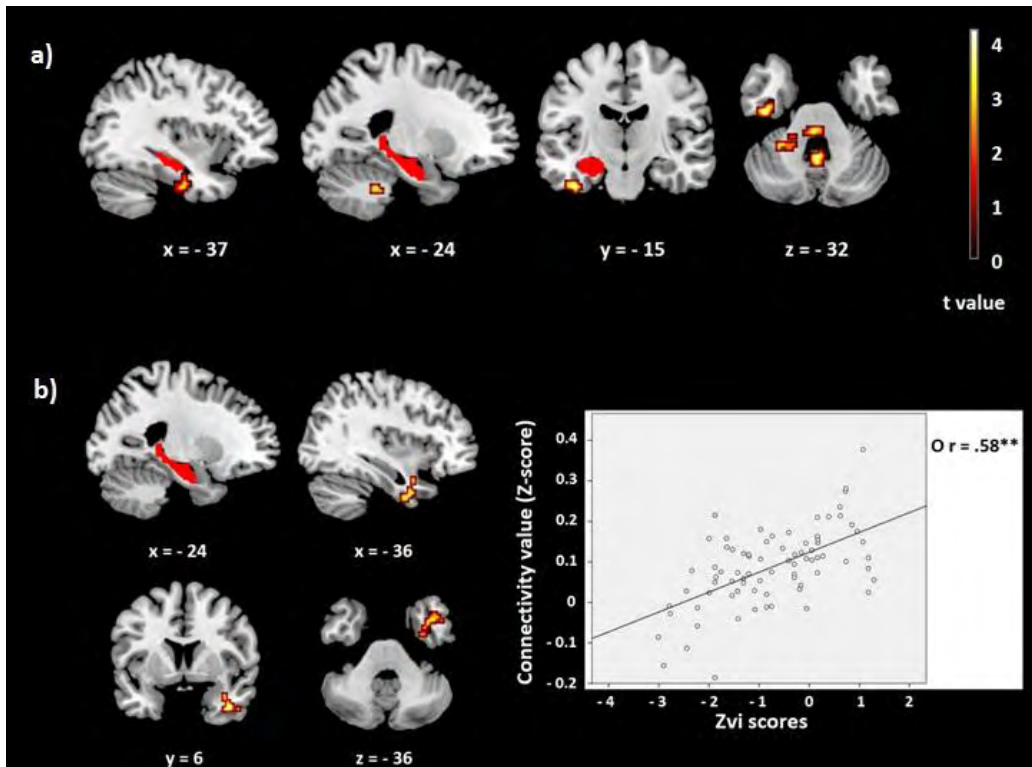 a)
x = - 37
x = - 24
y = - 15
z = - 32
4
3
2
1
0
t value
b)
x = - 24
x = - 36
y = 6
z = - 36
Connectivity value (Z-score)
0.4
0.3
0.2
0.1
0
- 0.1
- 0.2
- 4
- 3
- 2
- 1
0
1
2
Zvi scores
O r = .58**